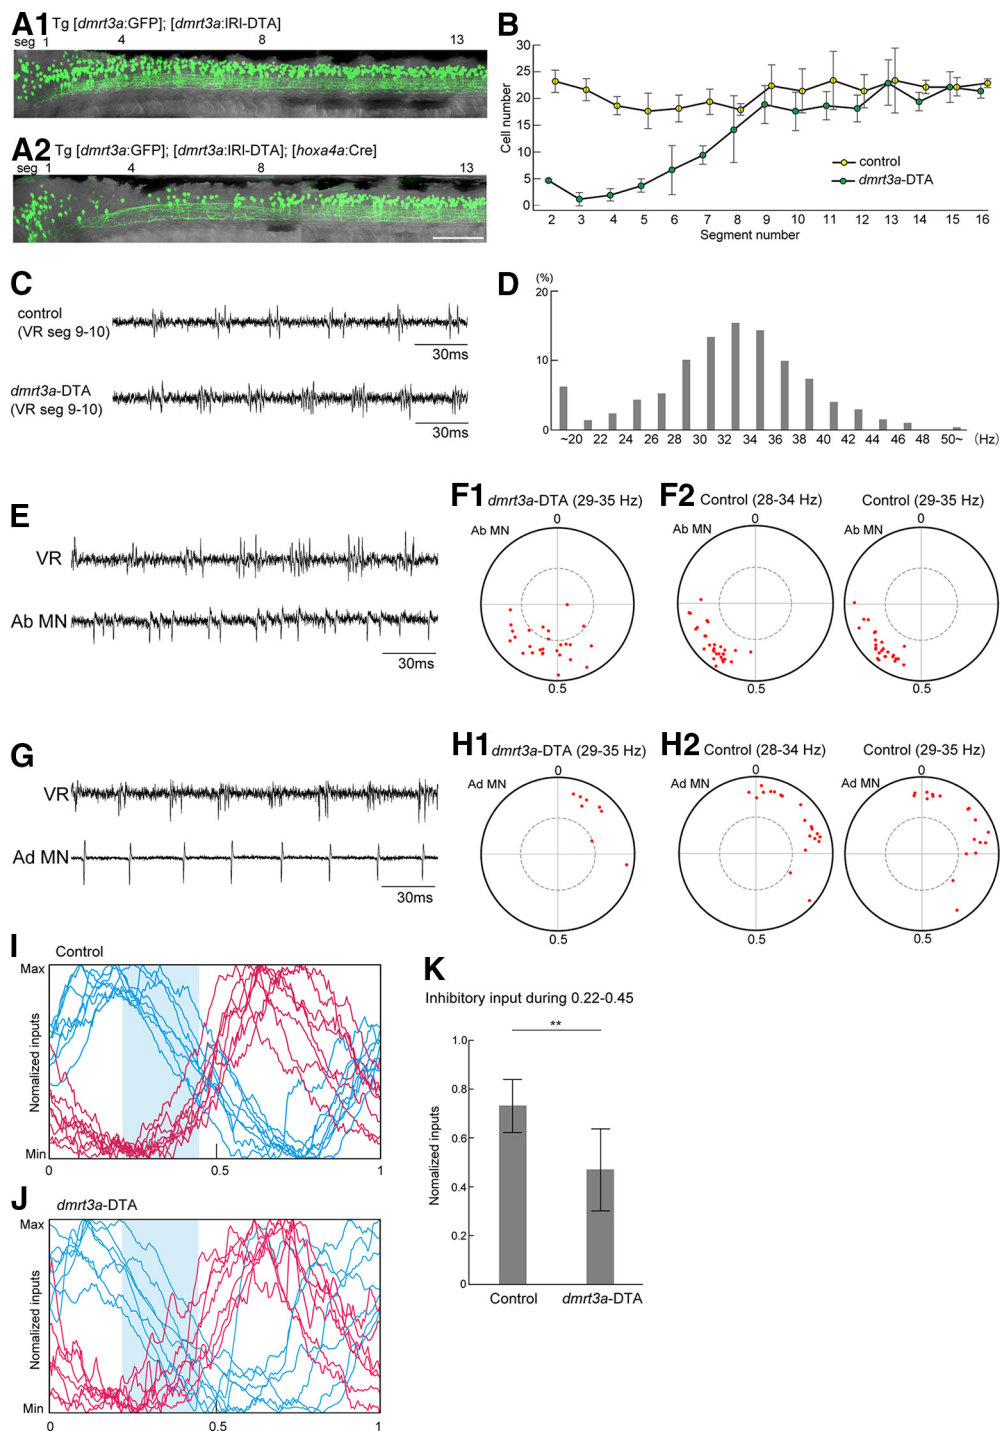 A1 Tg [dmrt3a:GFP]; [dmrt3a:IRI-DTA]
seg 1 4 8 13
A2 Tg [dmrt3a:GFP]; [dmrt3a:IRI-DTA]; [hoxa4a:Cre]
seg 1 4 8 13
B
Cell number
30
25
20
15
10
5
0
control
dmrt3a-DTA
2 3 4 5 6 7 8 9 10 11 12 13 14 15 16
Segment number
C
control
(VR seg 9-10)
30ms
dmrt3a-DTA
(VR seg 9-10)
30ms
D
(%)
20
10
0
~20 22 24 26 28 30 32 34 36 38 40 42 44 46 48 50~ (Hz)
E
VR
Ab MN
30ms
F1 dmrt3a-DTA (29-35 Hz)
Ab MN
0
0.5
F2 Control (28-34 Hz)
Ab MN
0
0.5
Control (29-35 Hz)
Ab MN
0
0.5
G
VR
Ad MN
30ms
H1 dmrt3a-DTA (29-35 Hz)
Ad MN
0
0.5
H2 Control (28-34 Hz)
Ad MN
0
0.5
Control (29-35 Hz)
Ad MN
0
0.5
I
Control
Max
Nomalized inputs
Min
0 0.5 1
J
dmrt3a-DTA
Max
Nomalized inputs
Min
0 0.5 1
K
Inhibitory input during 0.22-0.45
**
1.0
0.8
0.6
0.4
0.2
0
Nomalized inputs
Control dmrt3a-DTA